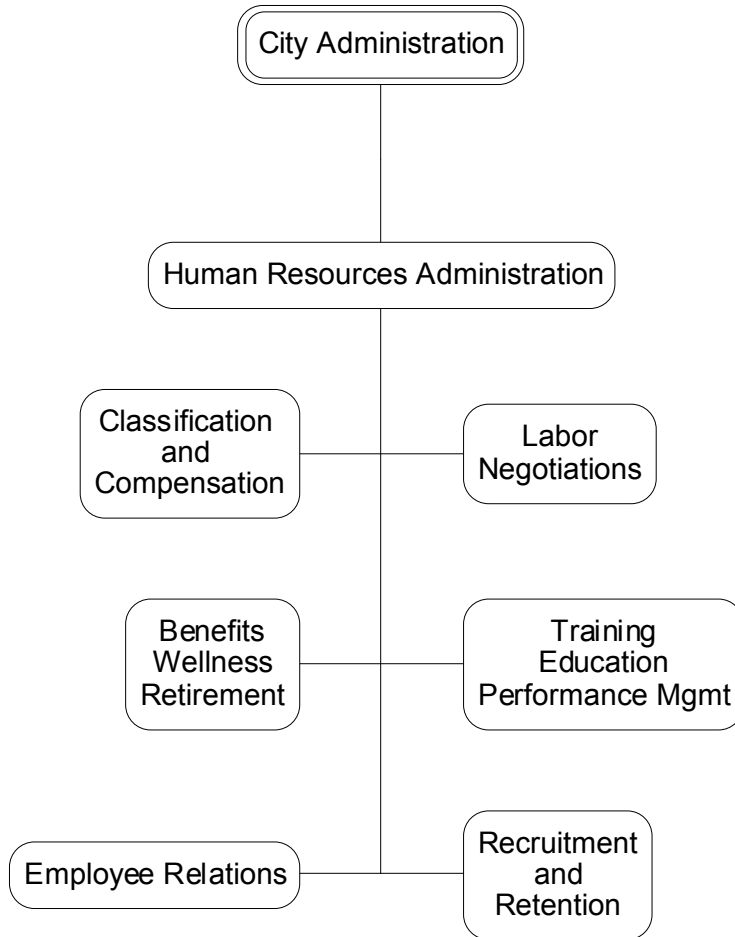 City Administration
Human Resources Administration
Classification
and
Compensation
Labor
Negotiations
Benefits
Wellness
Retirement
Training
Education
Performance Mgmt
Employee Relations
Recruitment
and
Retention